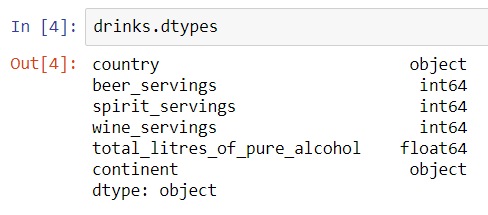 In [4]: drinks.dtypes
Out[4]: country object
beer_servings int64
spirit_servings int64
wine_servings int64
total_litres_of_pure_alcohol float64
continent object
dtype: object